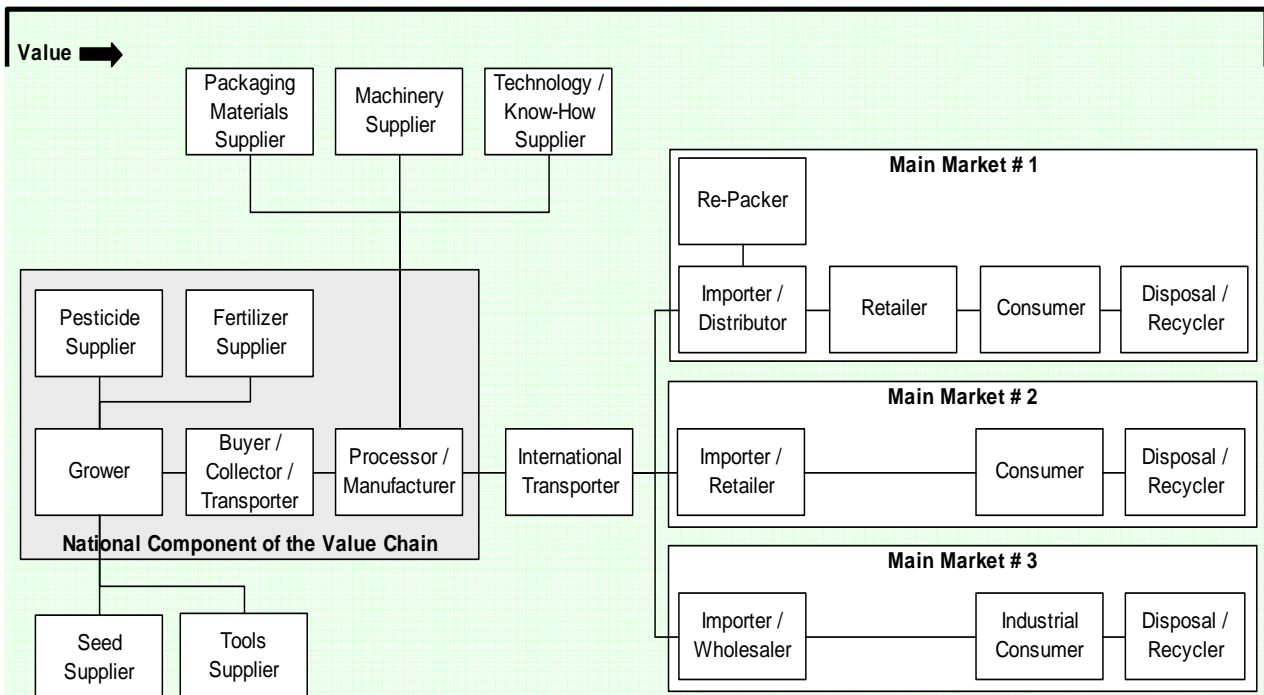 Value
Packaging
Materials
Supplier
Machinery
Supplier
Technology /
Know-How
Supplier
Main Market # 1
Re-Packer
Importer /
Distributor
Retailer
Consumer
Disposal /
Recycler
Pesticide
Supplier
Fertilizer
Supplier
Main Market # 2
Grower
Buyer /
Collector /
Transporter
Processor /
Manufacturer
International
Transporter
Importer /
Retailer
Consumer
Disposal /
Recycler
National Component of the Value Chain
Main Market # 3
Seed
Supplier
Tools
Supplier
Importer /
Wholesaler
Industrial
Consumer
Disposal /
Recycler